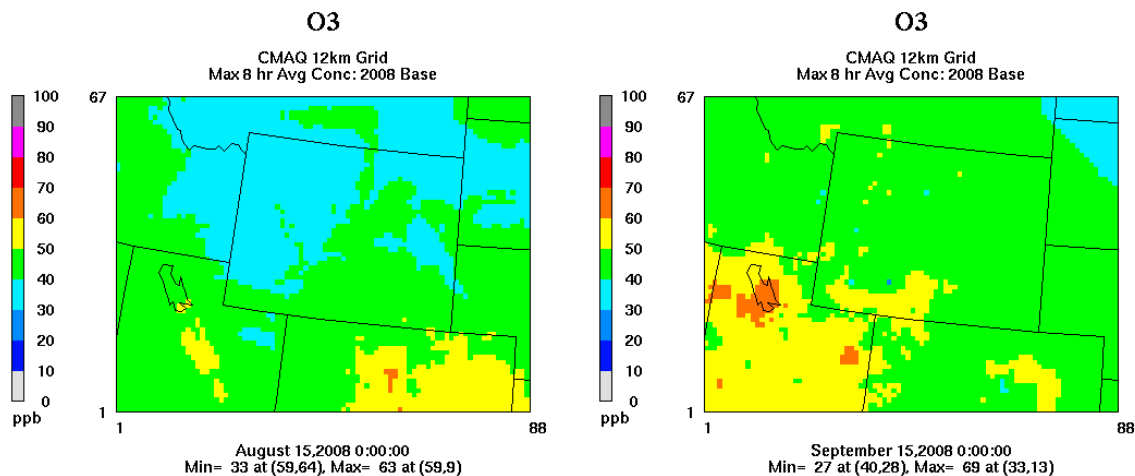 O3
CMAQ 12km Grid
Max 8 hr Avg Conc: 2008 Base
100
90
80
70
60
50
40
30
20
10
0
ppb
67
1
1
88
August 15,2008 0:00:00
Min= 33 at (59,64), Max= 63 at (59,9)
O3
CMAQ 12km Grid
Max 8 hr Avg Conc: 2008 Base
100
90
80
70
60
50
40
30
20
10
0
ppb
67
1
1
88
September 15,2008 0:00:00
Min= 27 at (40,28), Max= 69 at (33,13)